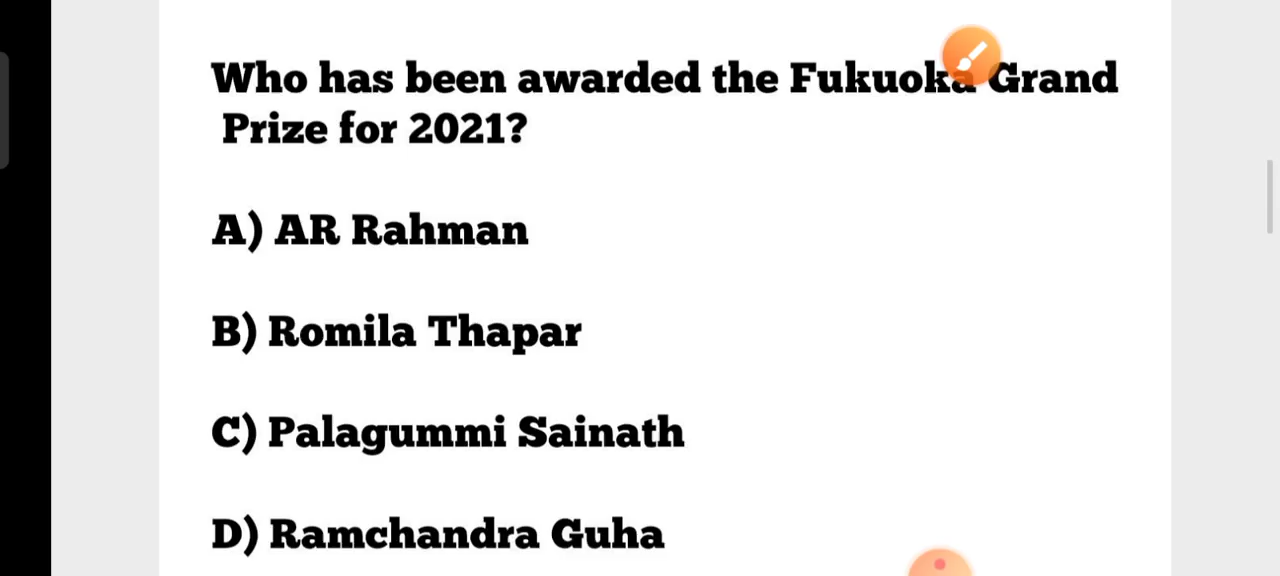 Who has been awarded the Fukuoka Grand
Prize for 2021?
A) AR Rahman
B) Romila Thapar
C) Palagummi Sainath
D) Ramchandra Guha